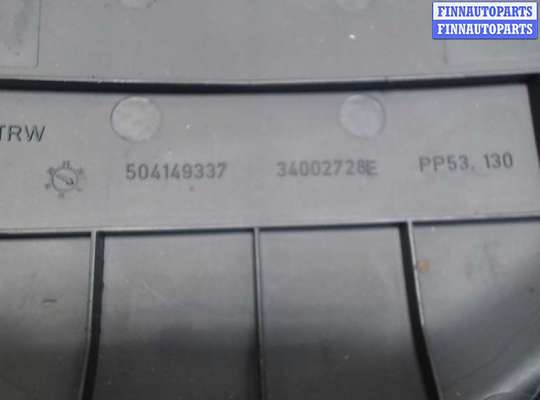 FINNAUTOPARTS
FINNAUTOPARTS
TRW
504149337 34002728E PP53. 130